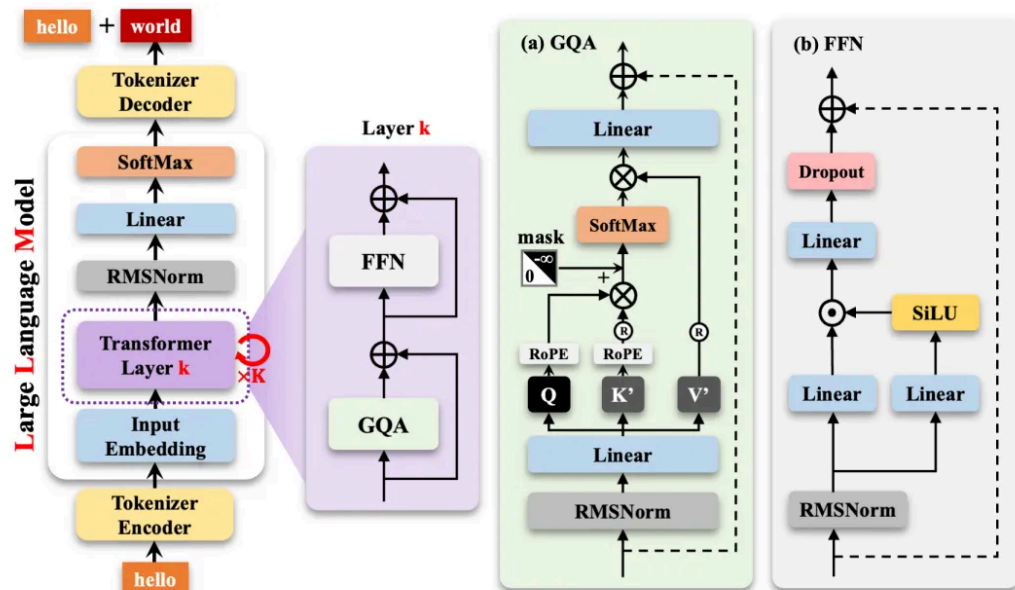 hello + world
Tokenizer
Decoder
SoftMax
Linear
RMSNorm
Transformer
Layer k
×K
Input
Embedding
Tokenizer
Encoder
hello
Large Language Model
Layer k
FFN
GQA
(a) GQA
Linear
SoftMax
mask
-∞
0
+
R
R
RoPE
RoPE
Q
K’
V’
Linear
RMSNorm
(b) FFN
Dropout
Linear
SiLU
Linear
Linear
RMSNorm